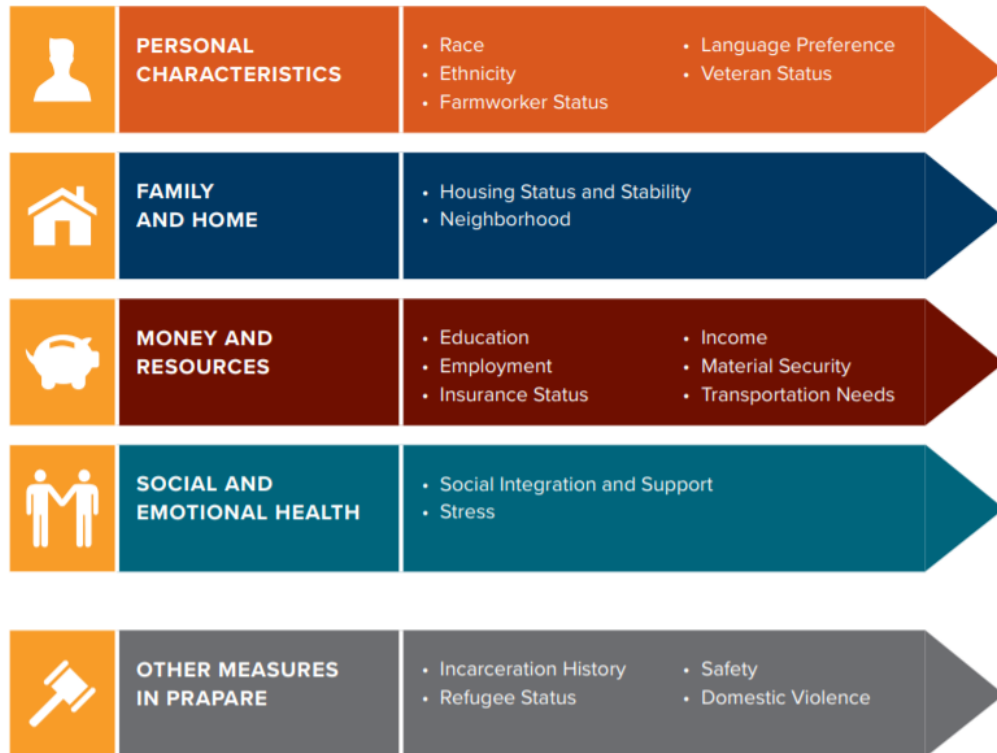 PERSONAL
CHARACTERISTICS
• Race
• Ethnicity
• Farmworker Status
• Language Preference
• Veteran Status
FAMILY
AND HOME
• Housing Status and Stability
• Neighborhood
MONEY AND
RESOURCES
• Education
• Employment
• Insurance Status
• Income
• Material Security
• Transportation Needs
SOCIAL AND
EMOTIONAL HEALTH
• Social Integration and Support
• Stress
OTHER MEASURES
IN PRAPARE
• Incarceration History
• Refugee Status
• Safety
• Domestic Violence